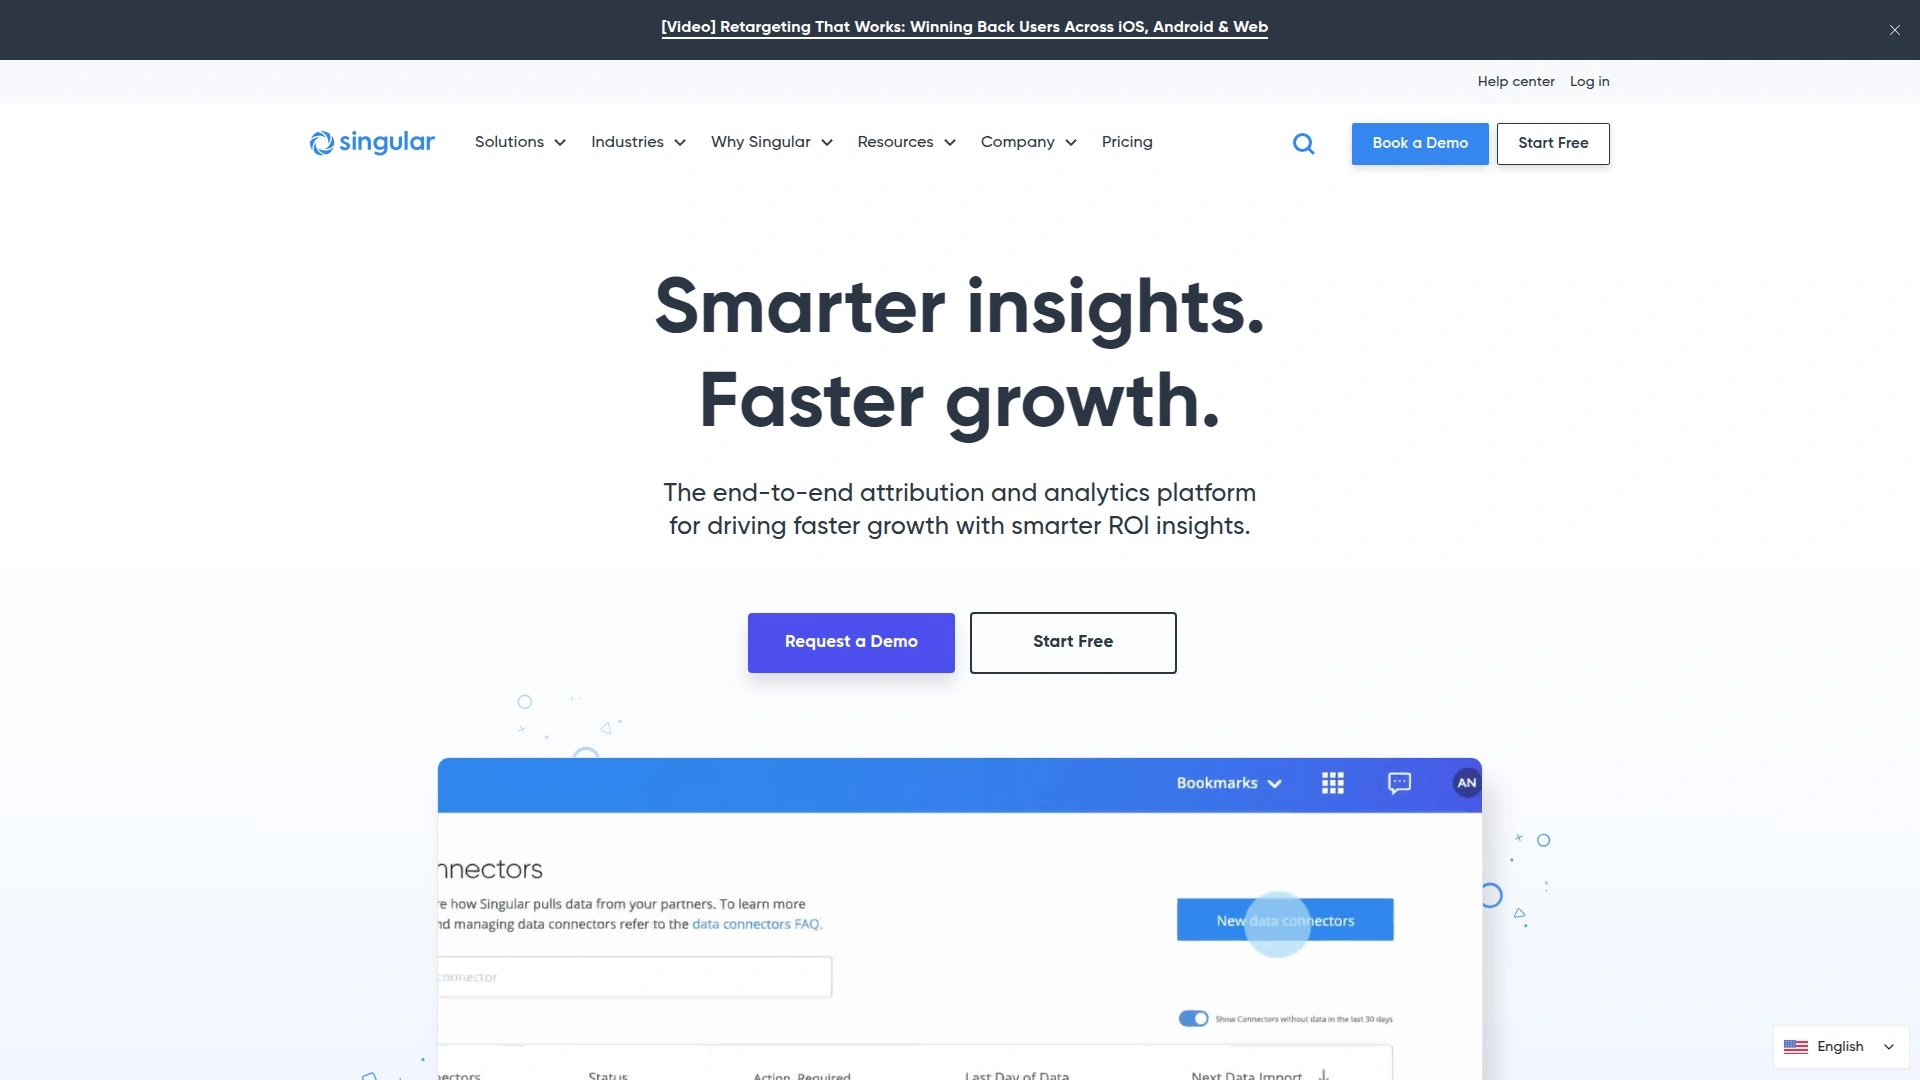 [Video] Retargeting That Works: Winning Back Users Across iOS, Android & Web
Help center Log in
singular Solutions Industries Why Singular Resources Company Pricing Book a Demo Start Free
Smarter insights.
Faster growth.
The end-to-end attribution and analytics platform
for driving faster growth with smarter ROI insights.
Request a Demo Start Free
Bookmarks AN
nnectors
how Singular pulls data from your partners. To learn more
nd managing data connectors refer to the data connectors FAQ.
New data connectors
connector
Show Connectors without data in the last 30 days
English
nectors Status Action Required Last Day of Data Next Data Import